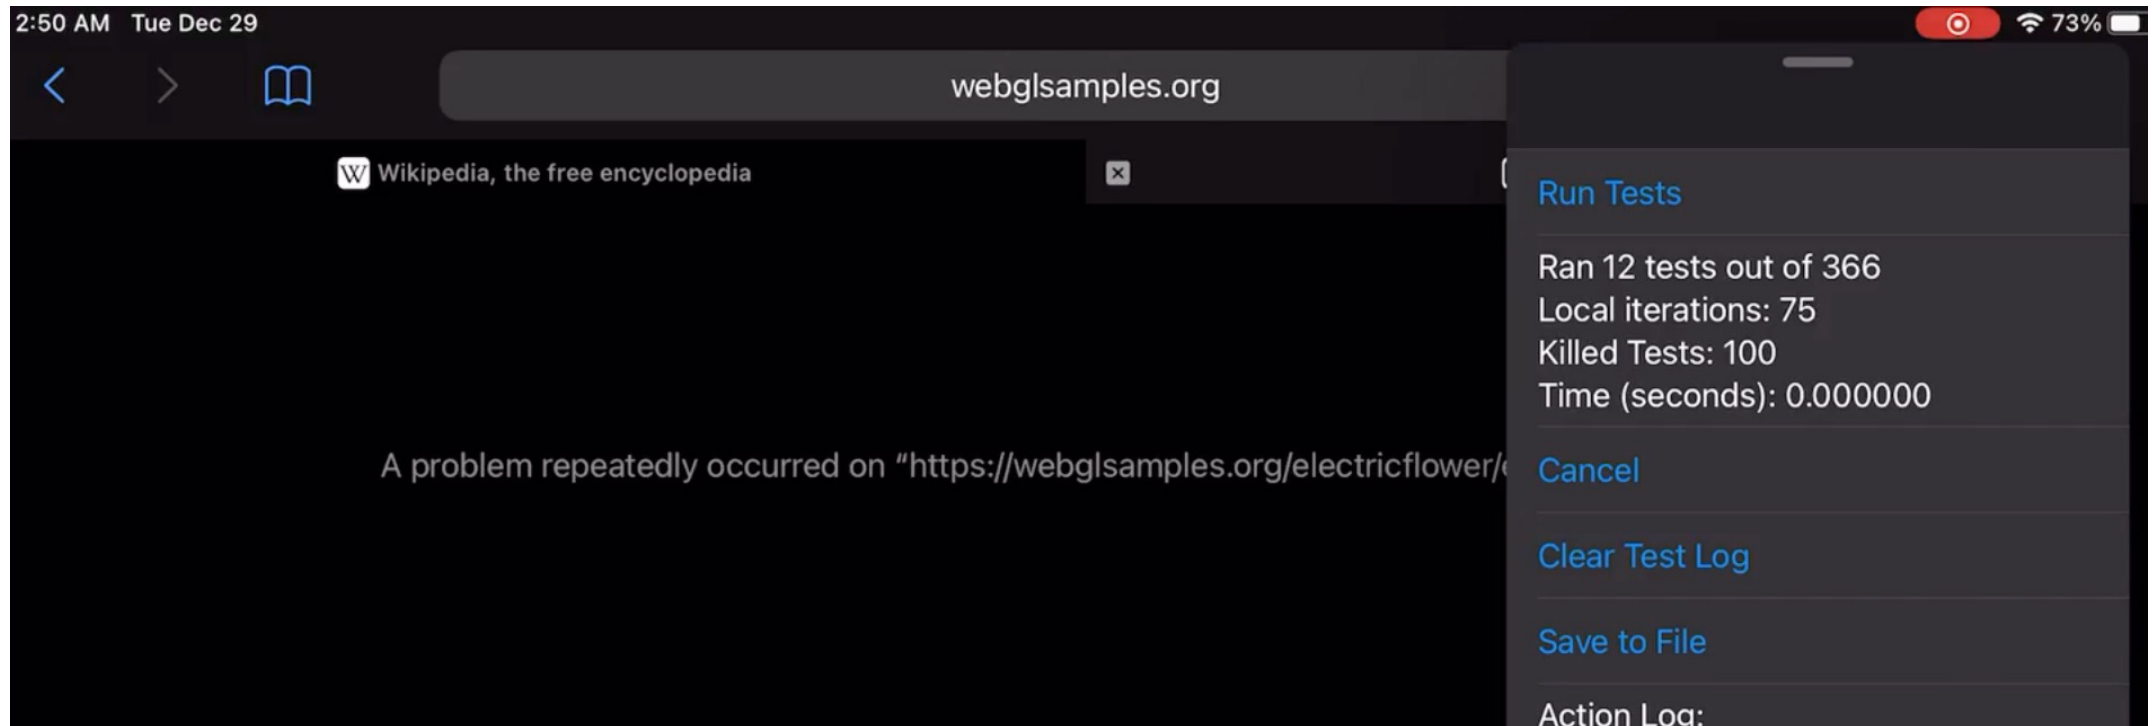 2:50 AM Tue Dec 29
73%
webglsamples.org
W Wikipedia, the free encyclopedia
A problem repeatedly occurred on “https://webglsamples.org/electricflower/
Run Tests
Ran 12 tests out of 366
Local iterations: 75
Killed Tests: 100
Time (seconds): 0.000000
Cancel
Clear Test Log
Save to File
Action Log: